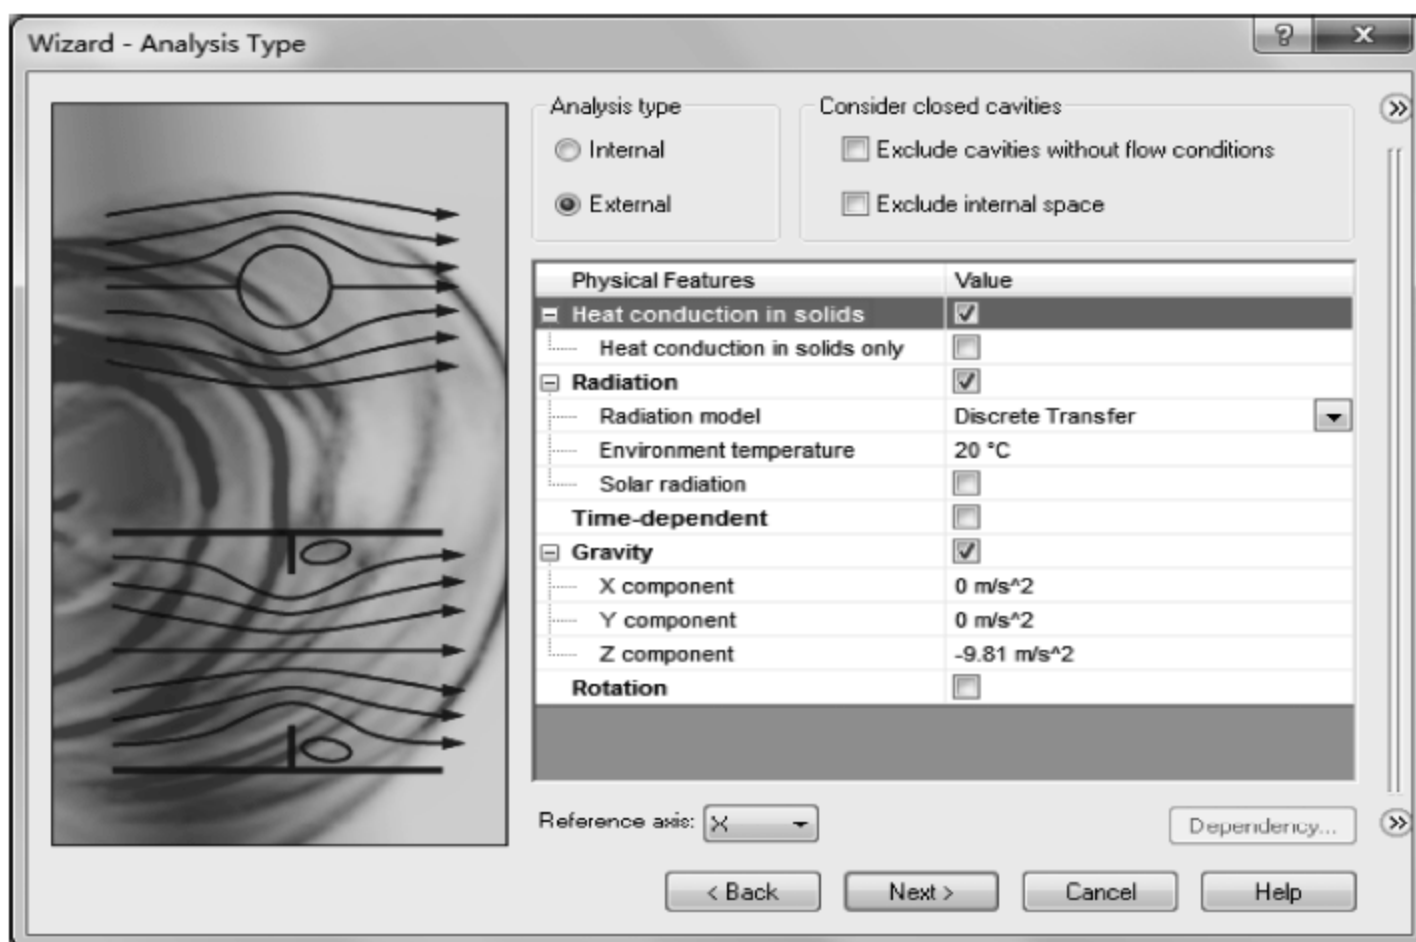 Wizard - Analysis Type
Analysis type
Internal
External
Consider closed cavities
Exclude cavities without flow conditions
Exclude internal space
Physical Features Value
Heat conduction in solids
Heat conduction in solids only
Radiation
Radiation model Discrete Transfer
Environment temperature 20 °C
Solar radiation
Time-dependent
Gravity
X component 0 m/s^2
Y component 0 m/s^2
Z component -9.81 m/s^2
Rotation
Reference axis: X
Dependency...
< Back Next > Cancel Help